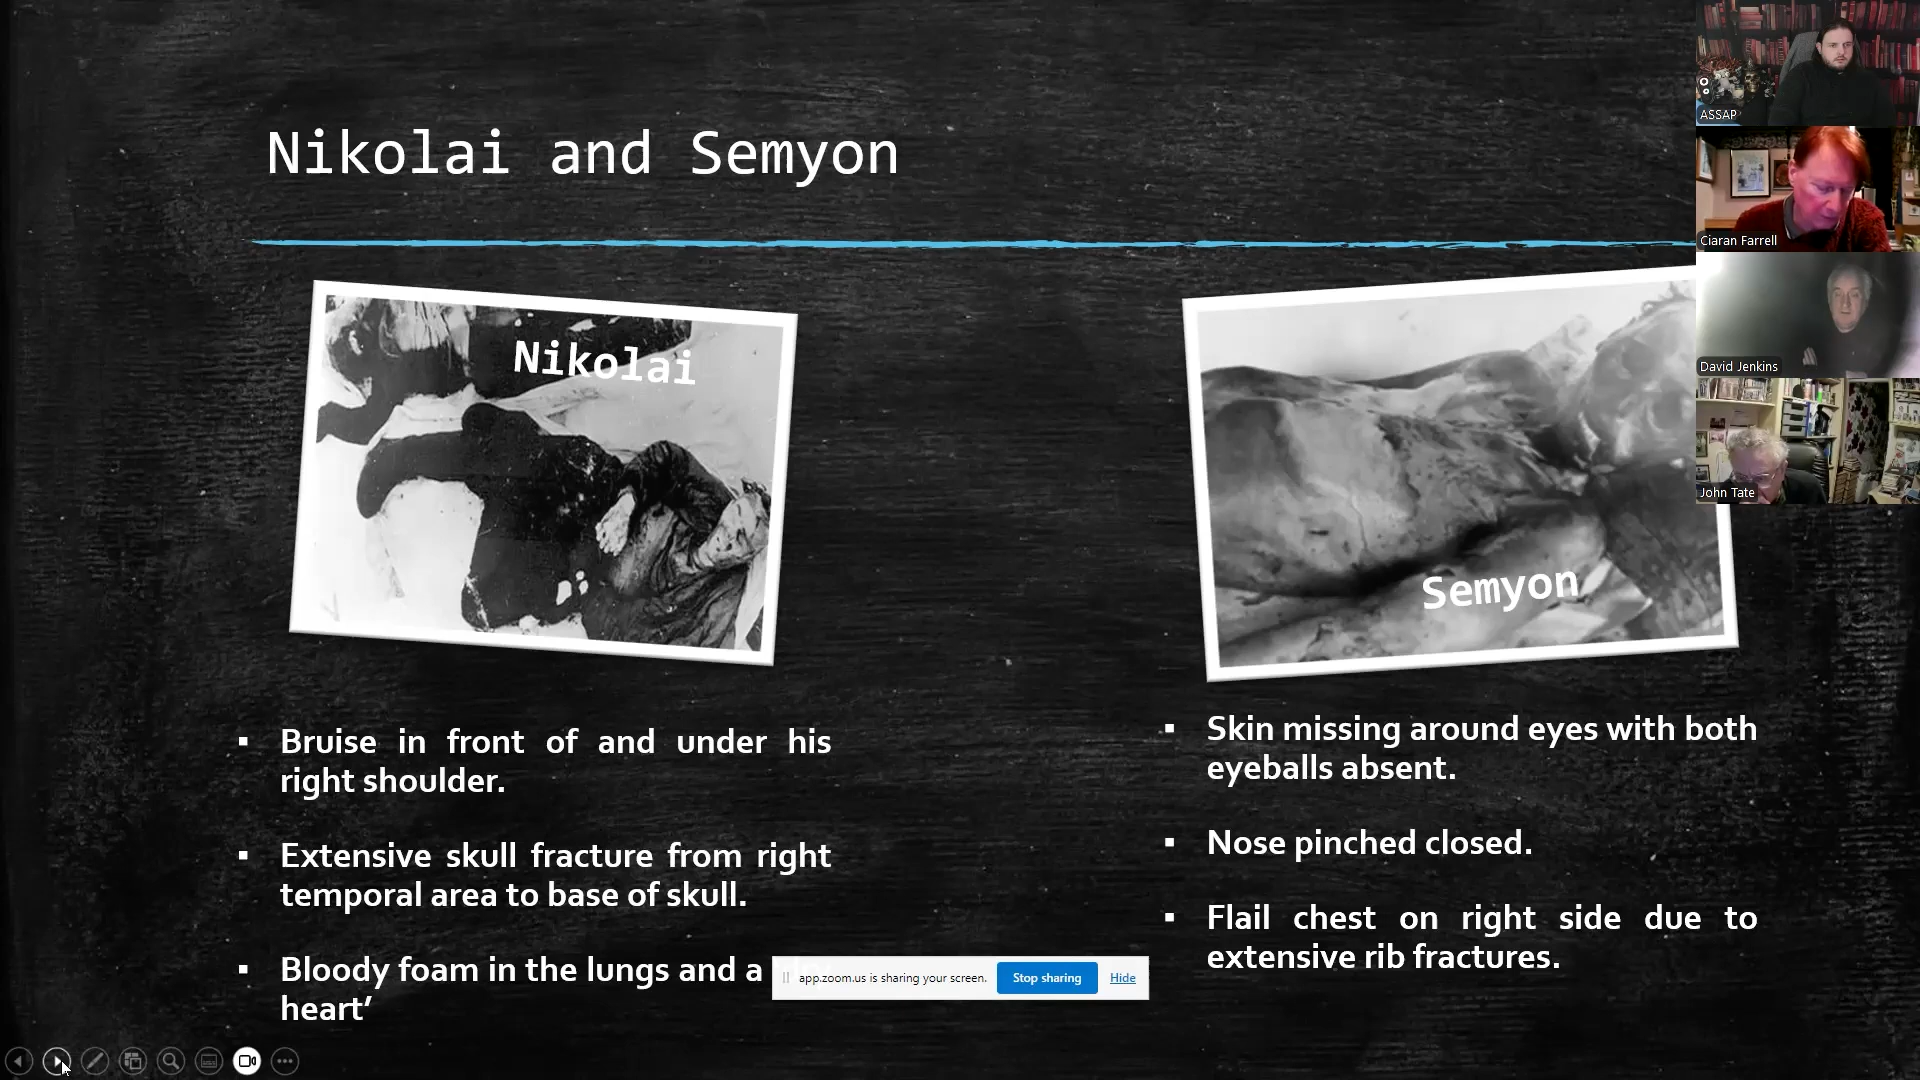 Nikolai and Semyon
Nikolai
Semyon
Bruise in front of and under his
right shoulder.
Extensive skull fracture from right
temporal area to base of skull.
Bloody foam in the lungs and a
heart’
Skin missing around eyes with both
eyeballs absent.
Nose pinched closed.
Flail chest on right side due to
extensive rib fractures.
app.zoom.us is sharing your screen.
Stop sharing
Hide
ASSAP
Ciaran Farrell
David Jenkins
John Tate